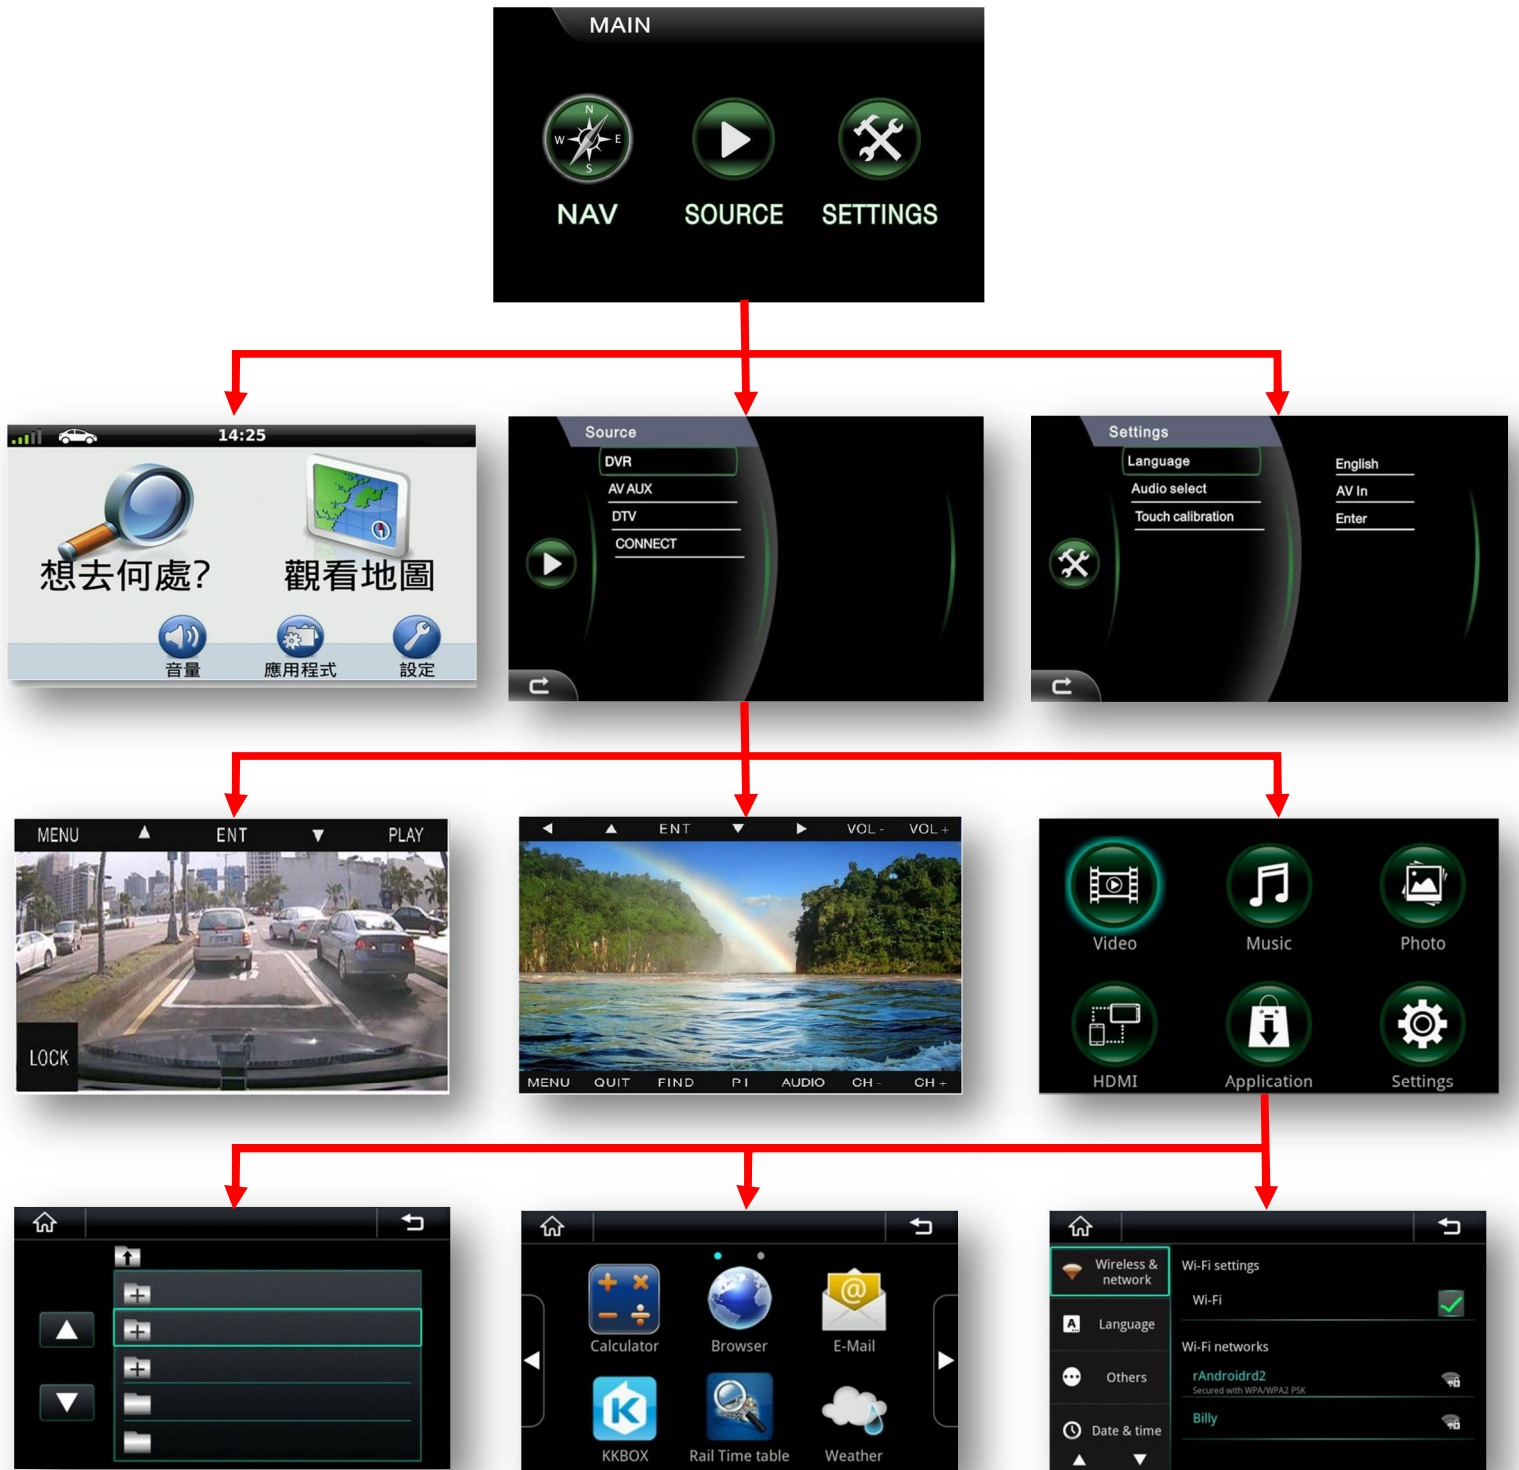 MAIN
N
W
E
S
NAV
SOURCE
SETTINGS
14:25
想去何處?
觀看地圖
音量
應用程式
設定
Source
DVR
AV AUX
DTV
CONNECT
Settings
Language
English
Audio select
AV In
Touch calibration
Enter
MENU
ENT
PLAY
LOCK
ENT
VOL -
VOL +
MENU
QUIT
FIND
P I
AUDIO
CH -
CH +
Video
Music
Photo
HDMI
Application
Settings
Calculator
Browser
@
E-Mail
K
KKBOX
Rail Time table
Weather
Wireless &
network
A
Language
Others
Date & time
Wi-Fi settings
Wi-Fi
Wi-Fi networks
rAndroidrd2
Secured with WPA/WPA2 PSK
Billy